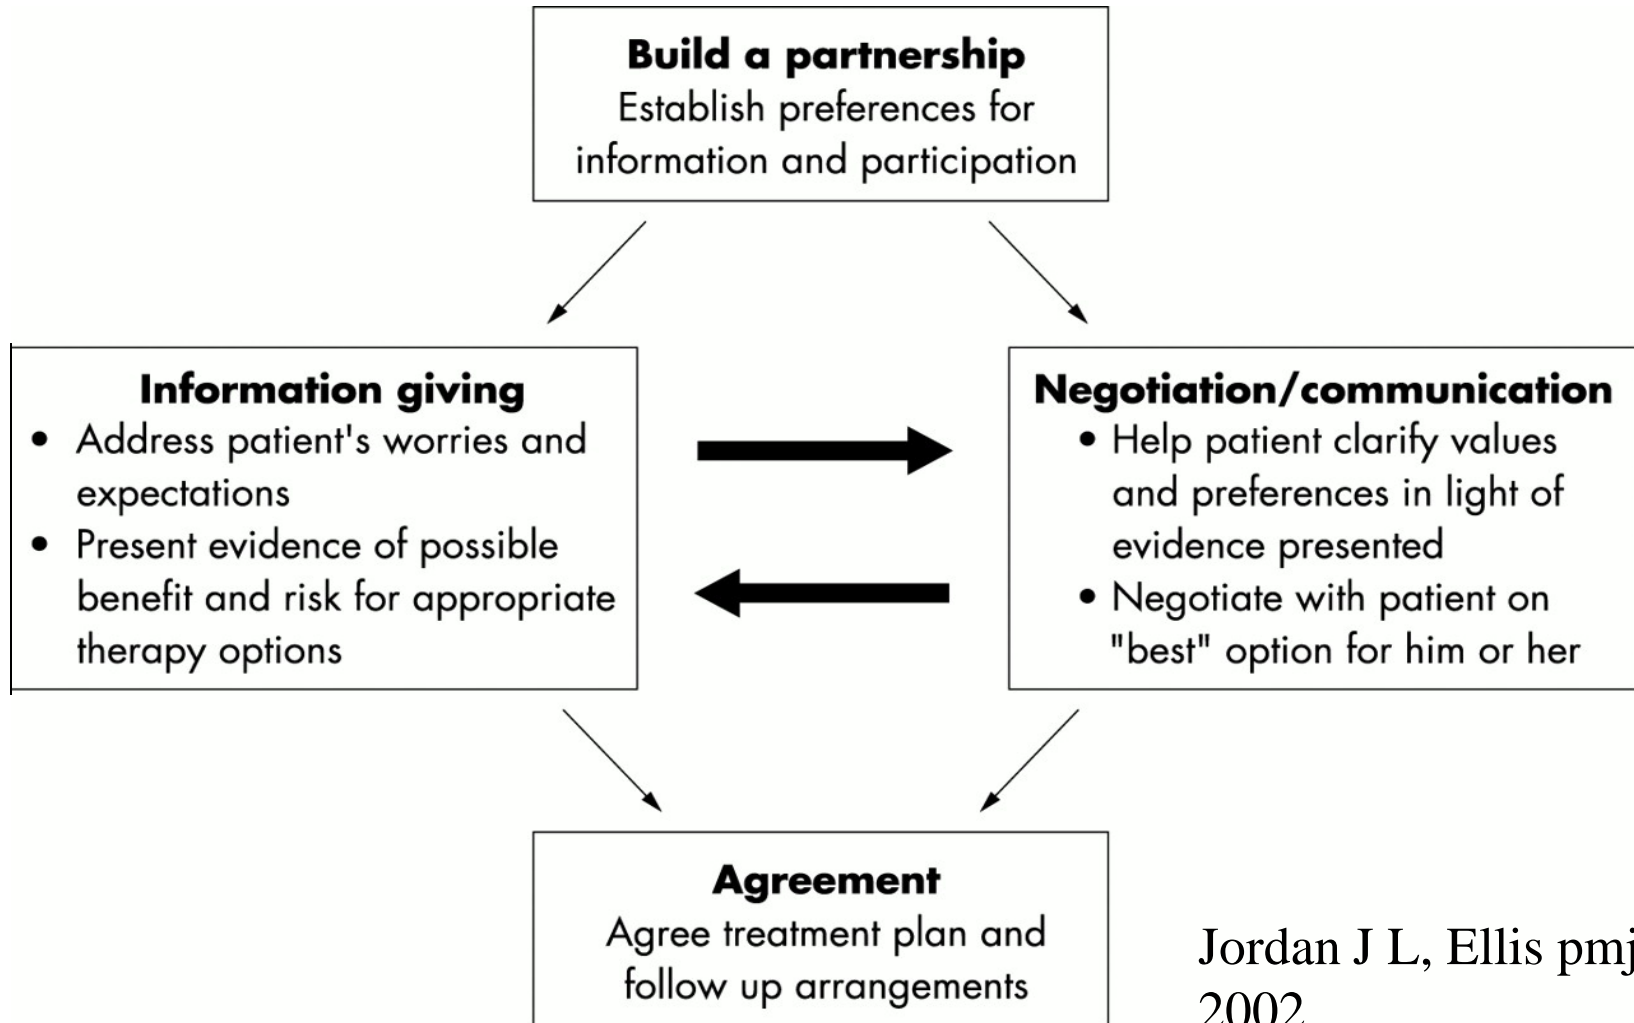 Build a partnership
Establish preferences for
information and participation
Information giving
• Address patient's worries and
expectations
• Present evidence of possible
benefit and risk for appropriate
therapy options
Negotiation/communication
• Help patient clarify values
and preferences in light of
evidence presented
• Negotiate with patient on
"best" option for him or her
Agreement
Agree treatment plan and
follow up arrangements
Jordan J L, Ellis pmj
2002